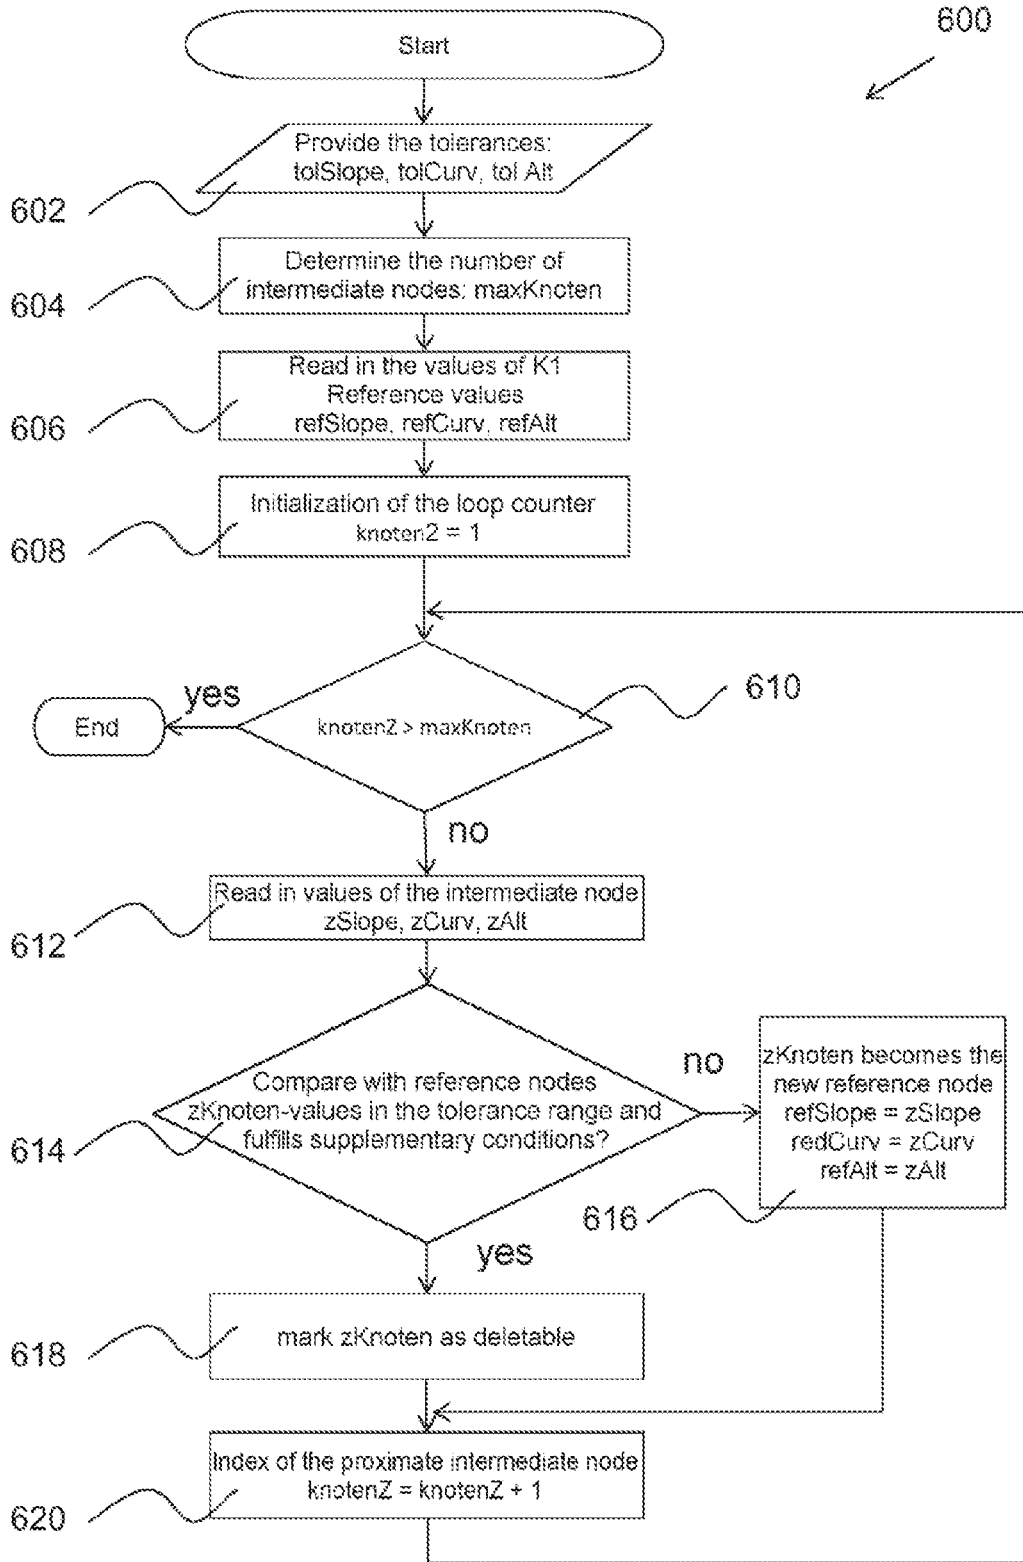 600
Start
Provide the tolerances:
tolSlope, tolCurv, tol Alt
602
Determine the number of
intermediate nodes: maxKnoten
604
Read in the values of K1
Reference values
refSlope, refCurv, refAlt
606
Initialization of the loop counter
knoten2 = 1
608
yes
610
End
knotenZ > maxKnoten
no
Read in values of the intermediate node
zSlope, zCurv, zAlt
612
no
zKnoten becomes the
new reference node
refSlope = zSlope
redCurv = zCurv
refAlt = zAlt
Compare with reference nodes
zKnoten-values in the tolerance range and
fulfills supplementary conditions?
614
616
yes
mark zKnoten as deletable
618
Index of the proximate intermediate node
knotenZ = knotenZ + 1
620